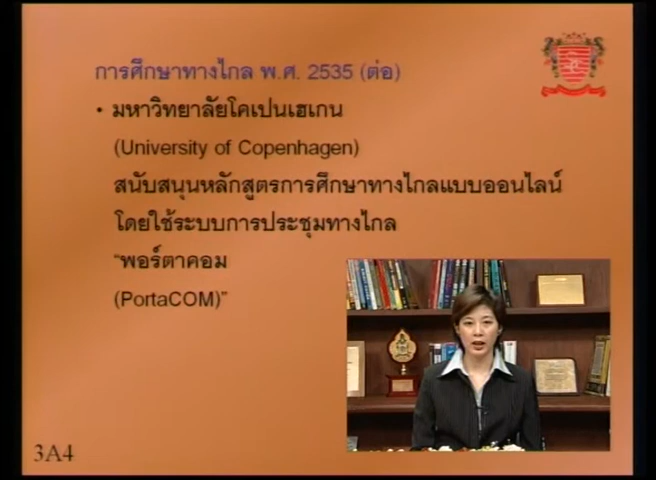 การศึกษาทางไกล พ.ศ. 2535 (ต่อ)
• มหาวิทยาลัยโคเปนเฮเกน
(University of Copenhagen)
สนับสนุนหลักสูตรการศึกษาทางไกลแบบออนไลน์
โดยใช้ระบบการประชุมทางไกล
“พอร์ตาคอม
(PortaCOM)”
3A4